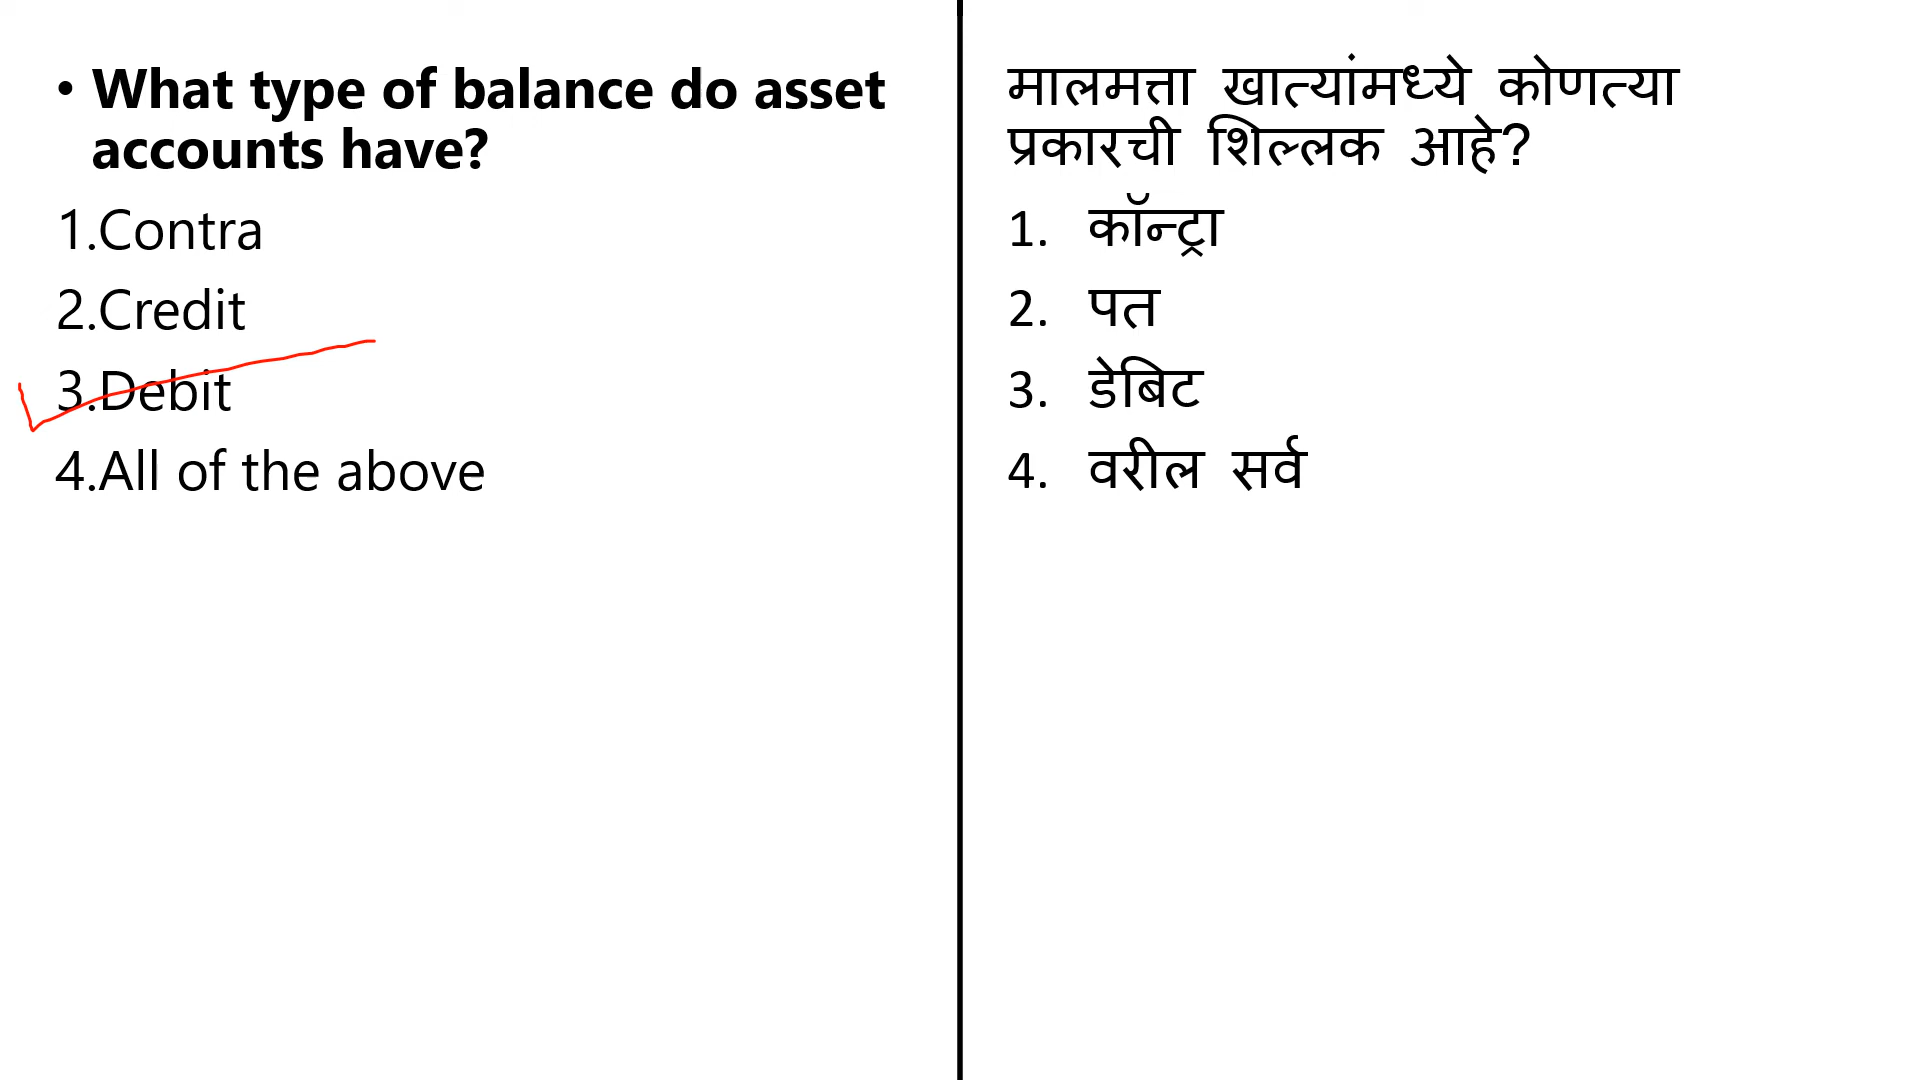 • What type of balance do asset
accounts have?
1.Contra
2.Credit
3.Debit
4.All of the above
मालमत्ता खात्यांमध्ये कोणत्या
प्रकारची शिल्लक आहे?
1. कॉन्ट्रा
2. पत
3. डेबिट
4. वरील सर्व